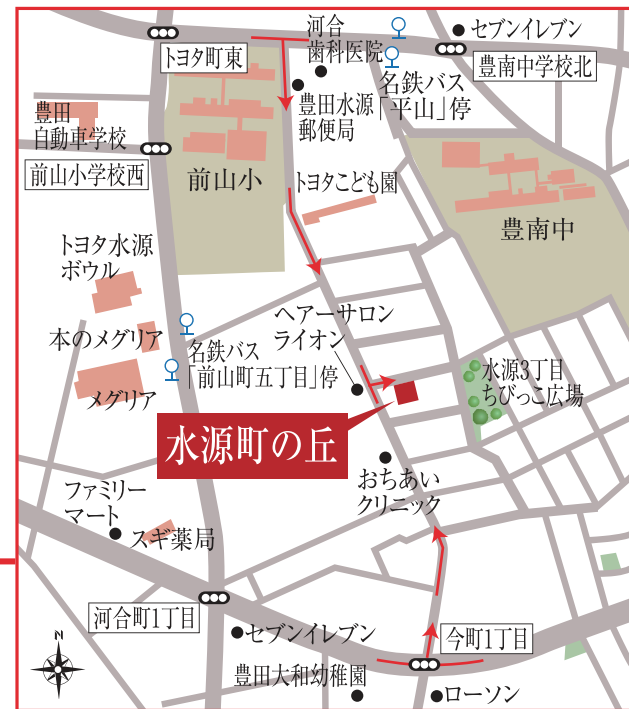 河合
歯科医院
セブンイレブン
トヨタ町東
豊南中学校北
名鉄バス
「平山」停
豊田水源
郵便局
豊田
自動車学校
前山小学校西
前山小
トヨタこども園
豊南中
トヨタ水源
ボウル
ヘアーサロン
ライオン
本のメグリア
名鉄バス
「前山町五丁目」停
水源3丁目
ちびっこ広場
メグリア
水源町の丘
おちあい
クリニック
ファミリー
マート
スギ薬局
河合町1丁目
セブンイレブン
今町1丁目
N
豊田大和幼稚園
ローソン